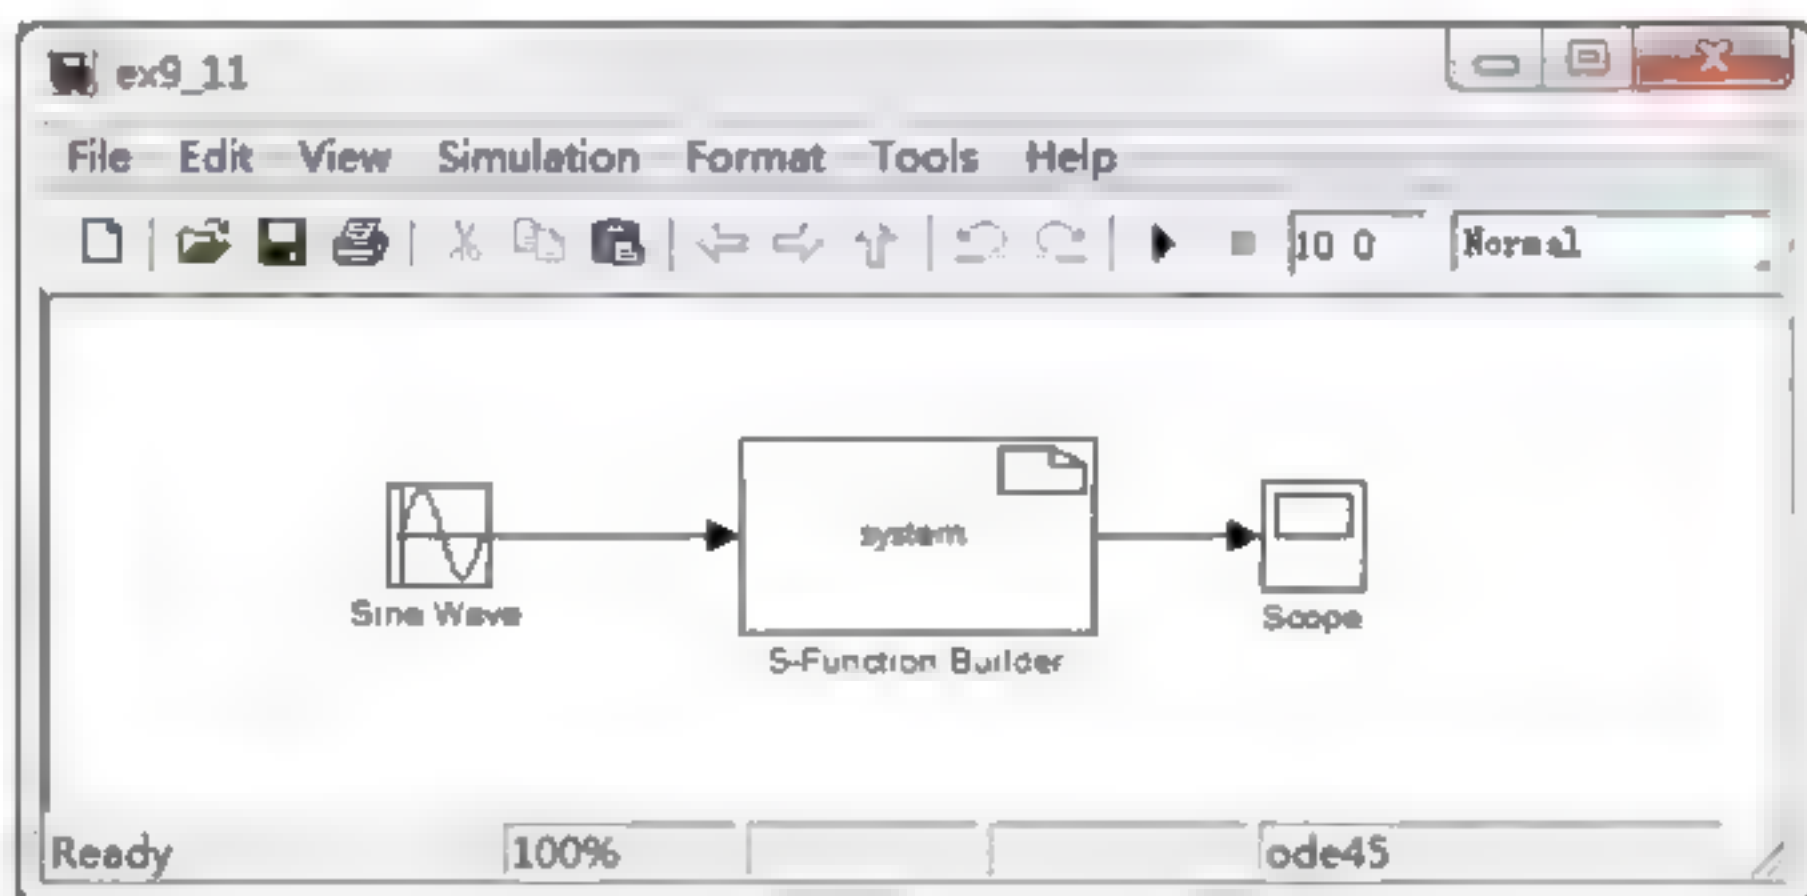 ex9_11
File Edit View Simulation Format Tools Help
10 0 Normal
system
Sine Wave
Scope
S-Function Builder
Ready 100% ode45